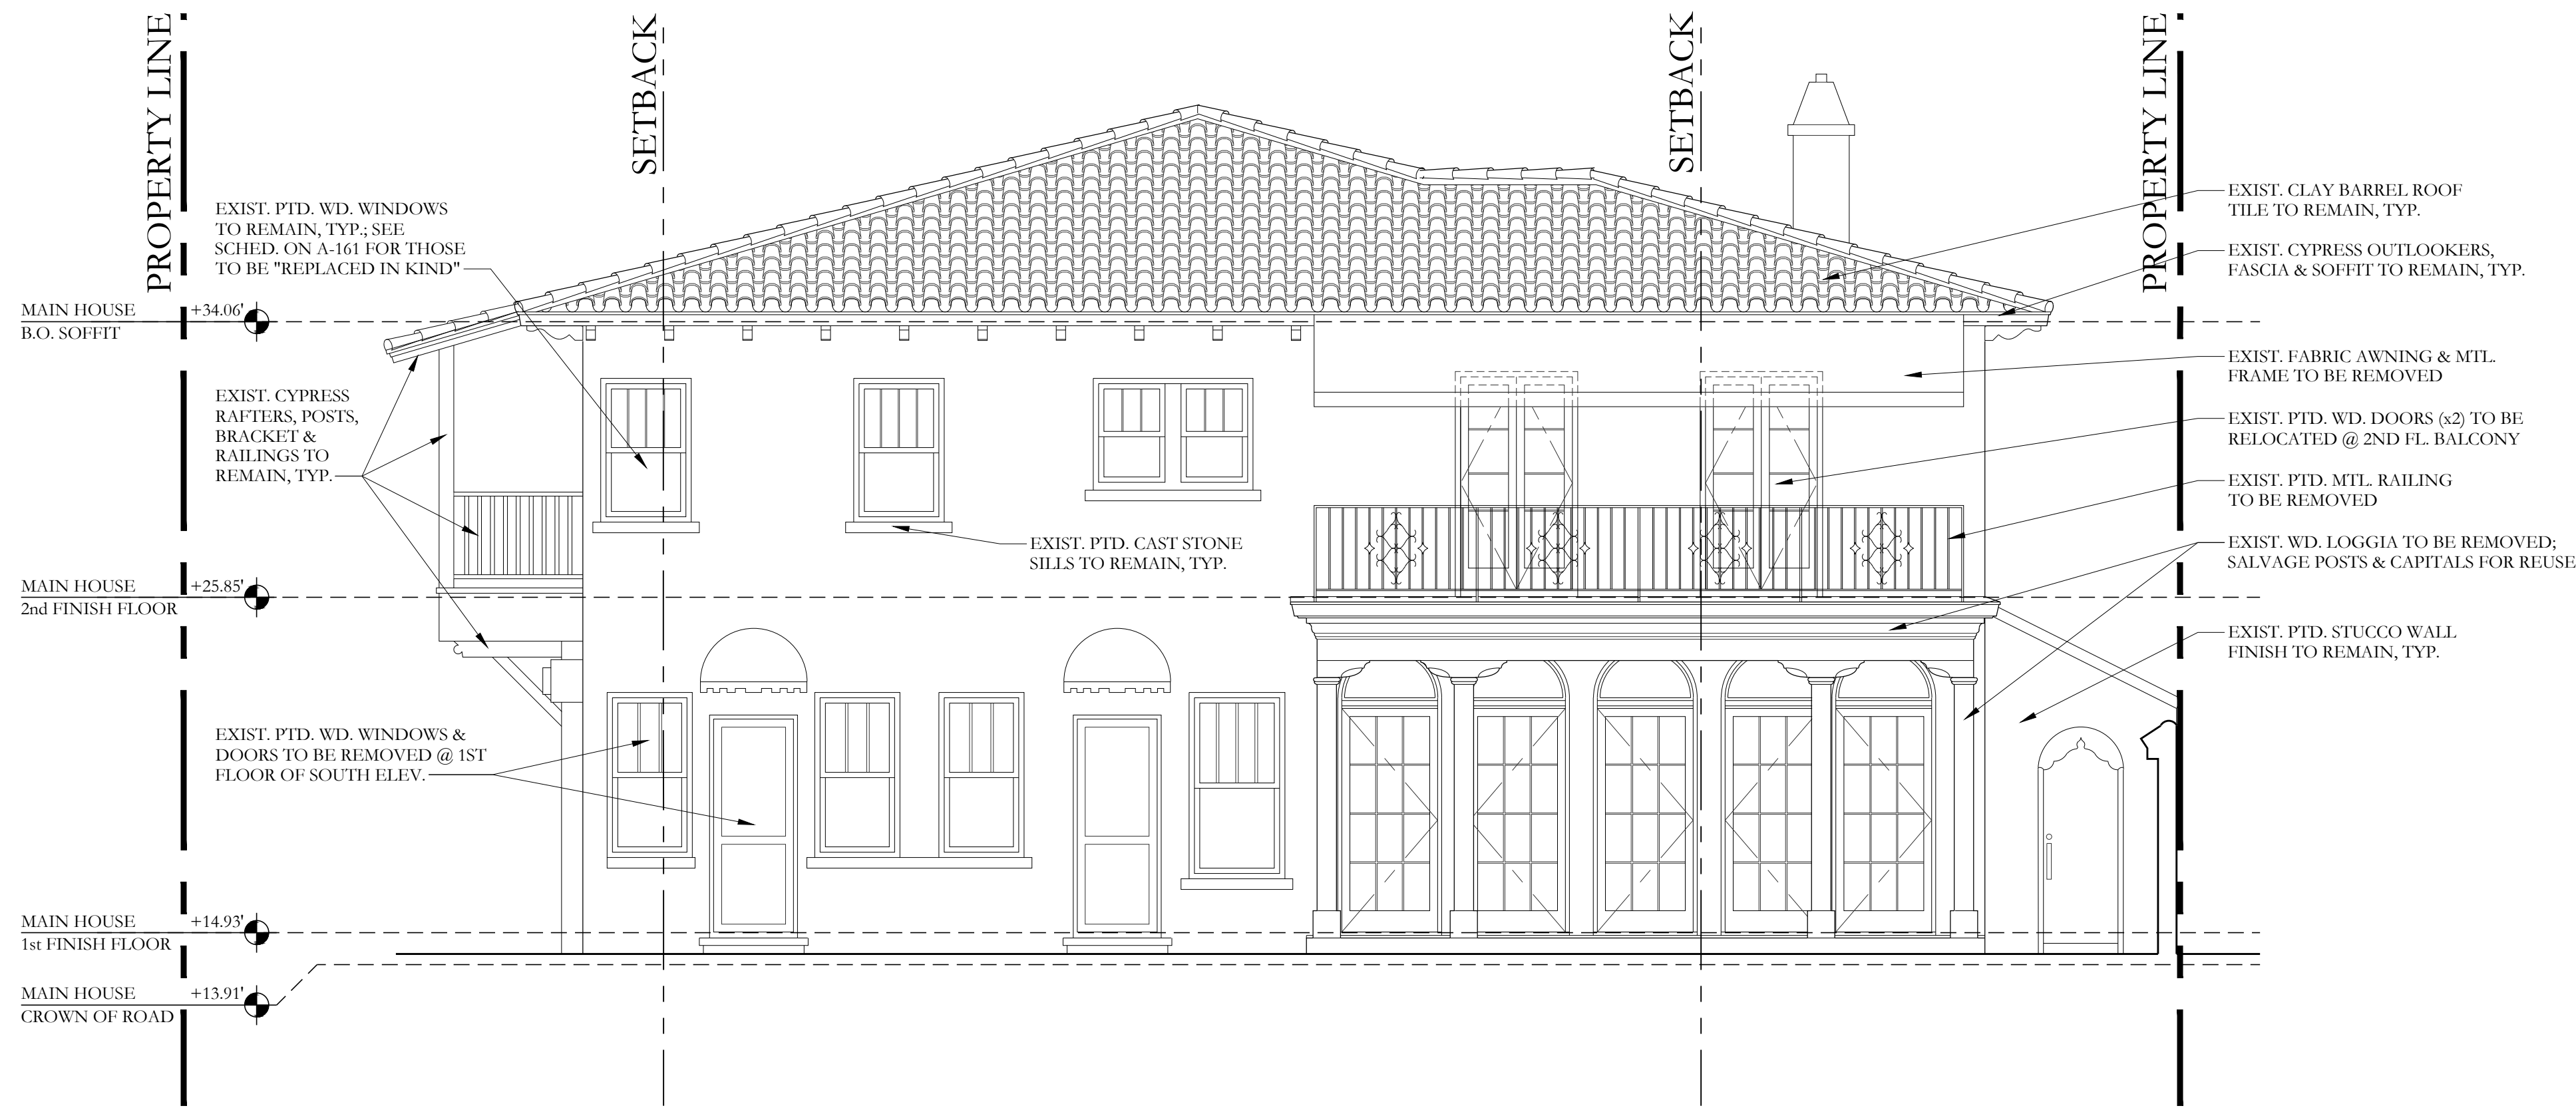 PROPERTY LINE
SETBACK
SETBACK
PROPERTY LINE
EXIST. PTD. WD. WINDOWS
TO REMAIN, TYP.; SEE
SCHED. ON A-161 FOR THOSE
TO BE "REPLACED IN KIND"
MAIN HOUSE +34.06'
B.O. SOFFIT
EXIST. CYPRESS
RAFTERS, POSTS,
BRACKET &
RAILINGS TO
REMAIN, TYP.
MAIN HOUSE +25.85'
2nd FINISH FLOOR
EXIST. PTD. WD. WINDOWS &
DOORS TO BE REMOVED @ 1ST
FLOOR OF SOUTH ELEV.
MAIN HOUSE +14.93'
1st FINISH FLOOR
MAIN HOUSE +13.91'
CROWN OF ROAD
EXIST. PTD. CAST STONE
SILLS TO REMAIN, TYP.
EXIST. CLAY BARREL ROOF
TILE TO REMAIN, TYP.
EXIST. CYPRESS OUTLOOKERS,
FASCIA & SOFFIT TO REMAIN, TYP.
EXIST. FABRIC AWNING & MTL.
FRAME TO BE REMOVED
EXIST. PTD. WD. DOORS (x2) TO BE
RELOCATED @ 2ND FL. BALCONY
EXIST. PTD. MTL. RAILING
TO BE REMOVED
EXIST. WD. LOGGIA TO BE REMOVED;
SALVAGE POSTS & CAPITALS FOR REUSE
EXIST. PTD. STUCCO WALL
FINISH TO REMAIN, TYP.